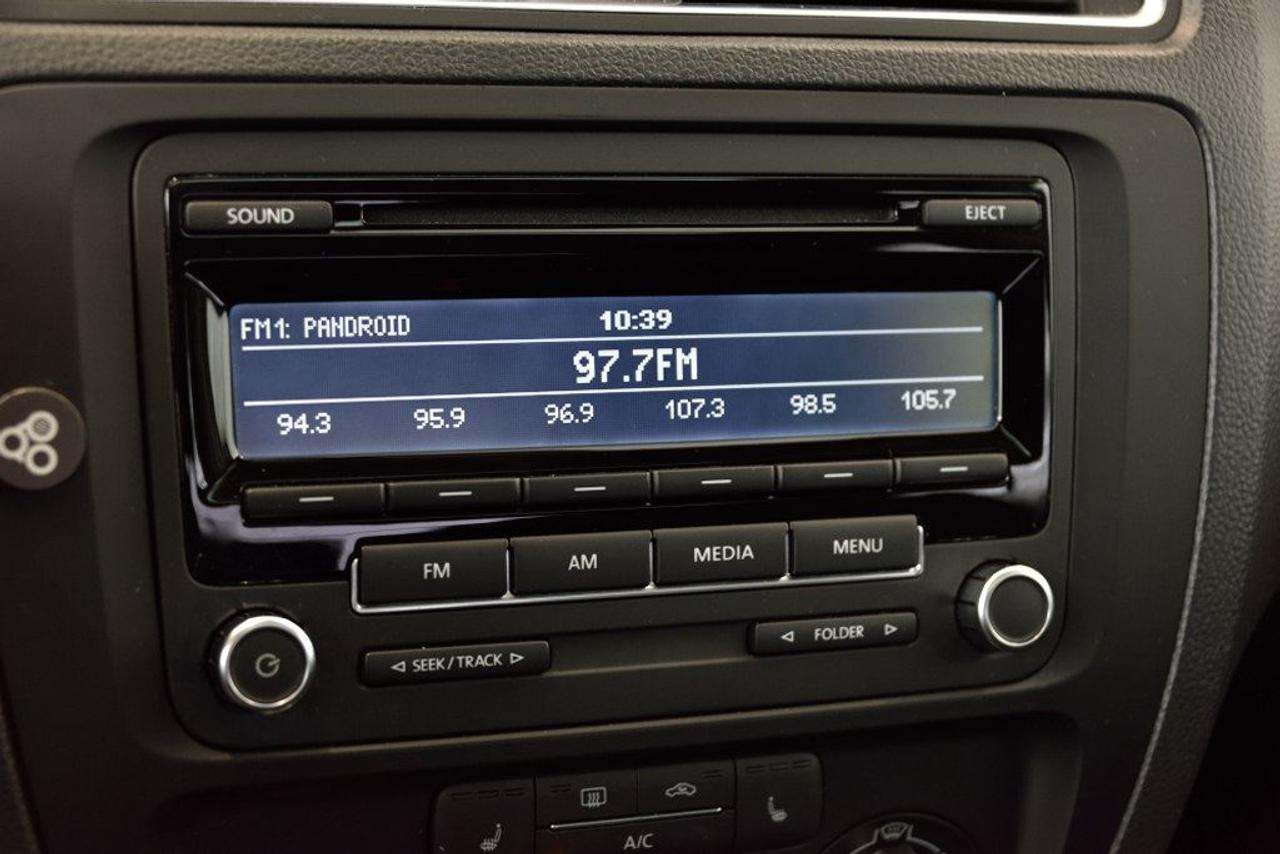 SOUND EJECT
FM1: PANDROID 10:39
97.7FM
94.3 95.9 96.9 107.3 98.5 105.7
FM AM MEDIA MENU
◁ SEEK/TRACK ▷ ◁ FOLDER ▷
A/C